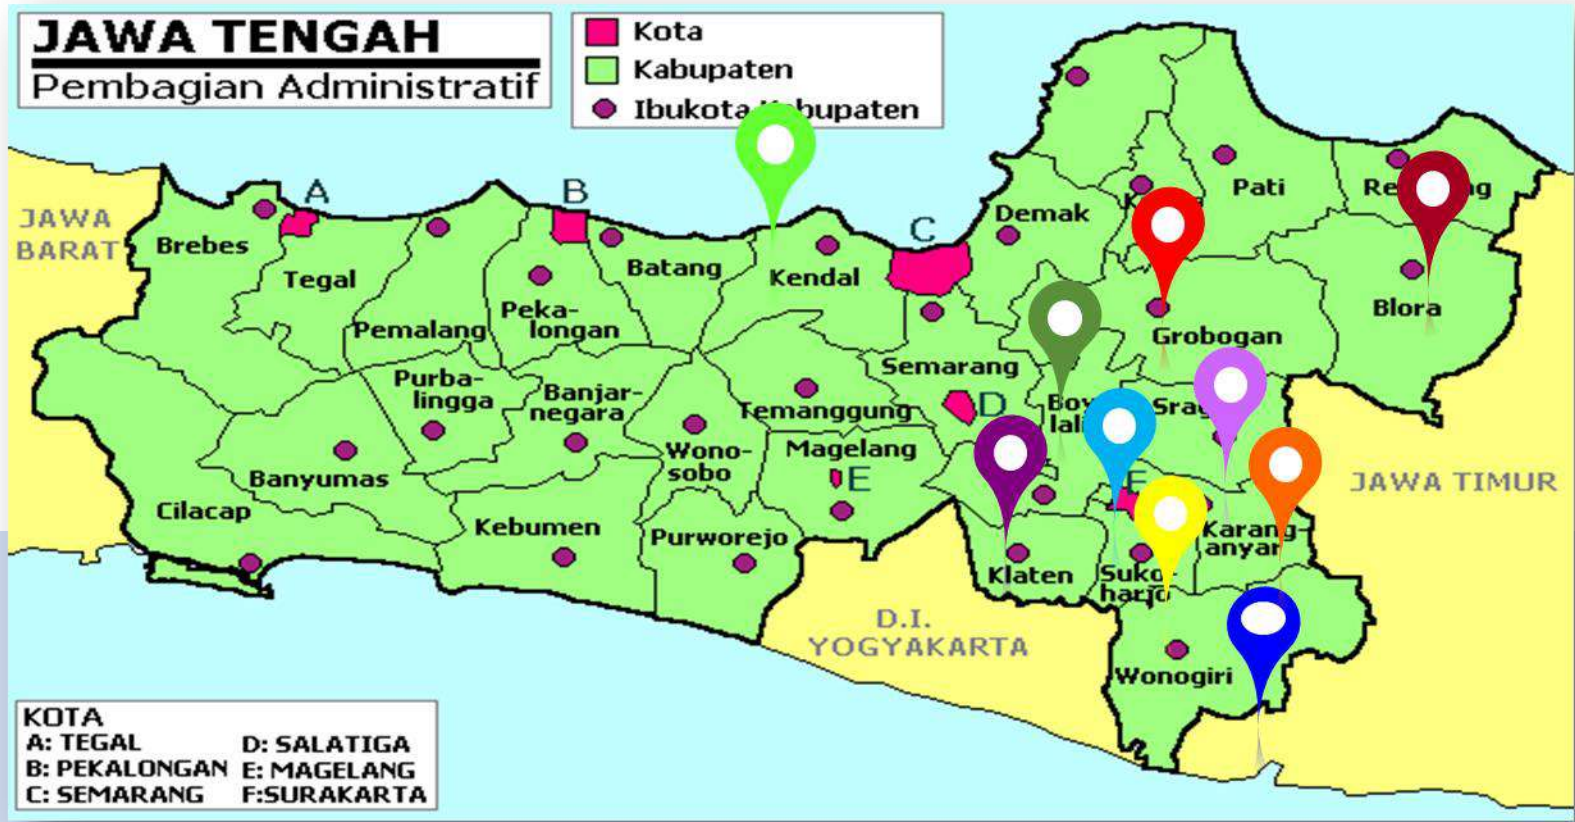 JAWA TENGAH
Pembagian Administratif
Kota
Kabupaten
Ibukota
A
B
C
JAWA
BARAT
Brebes
Tegal
Pemalang
Peka-
longan
Batang
Kendal
Demak
Pati
Blora
Grobogan
Semarang
D
Purba-
lingga
Banjar-
negara
Temanggung
Wono-
sobo
Magelang
E
Banyumas
Cilacap
Kebumen
Purworejo
Klaten
Suko-
harjo
Karang-
anyar
Wonogiri
JAWA TIMUR
D.I.
YOGYAKARTA
KOTA
A: TEGAL
B: PEKALONGAN
C: SEMARANG
D: SALATIGA
E: MAGELANG
F:SURAKARTA